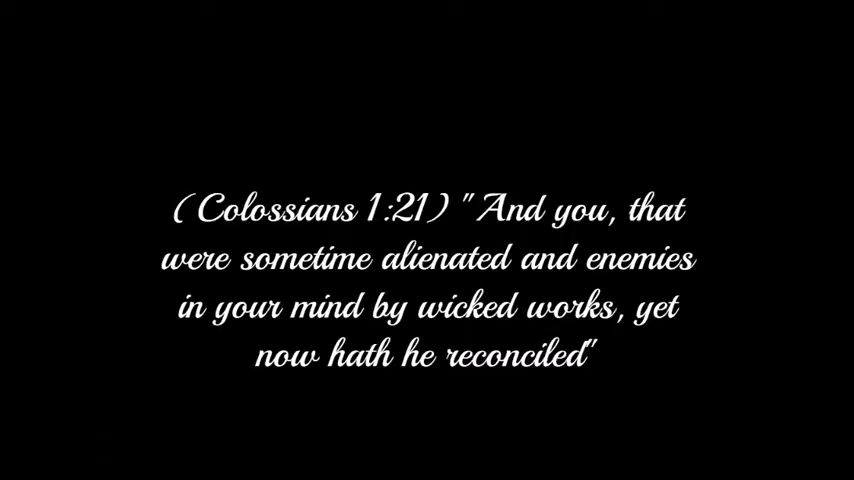 ( Colossians 1:21) "And you, that
were sometime alienated and enemies
in your mind by wicked works, yet
now hath he reconciled"